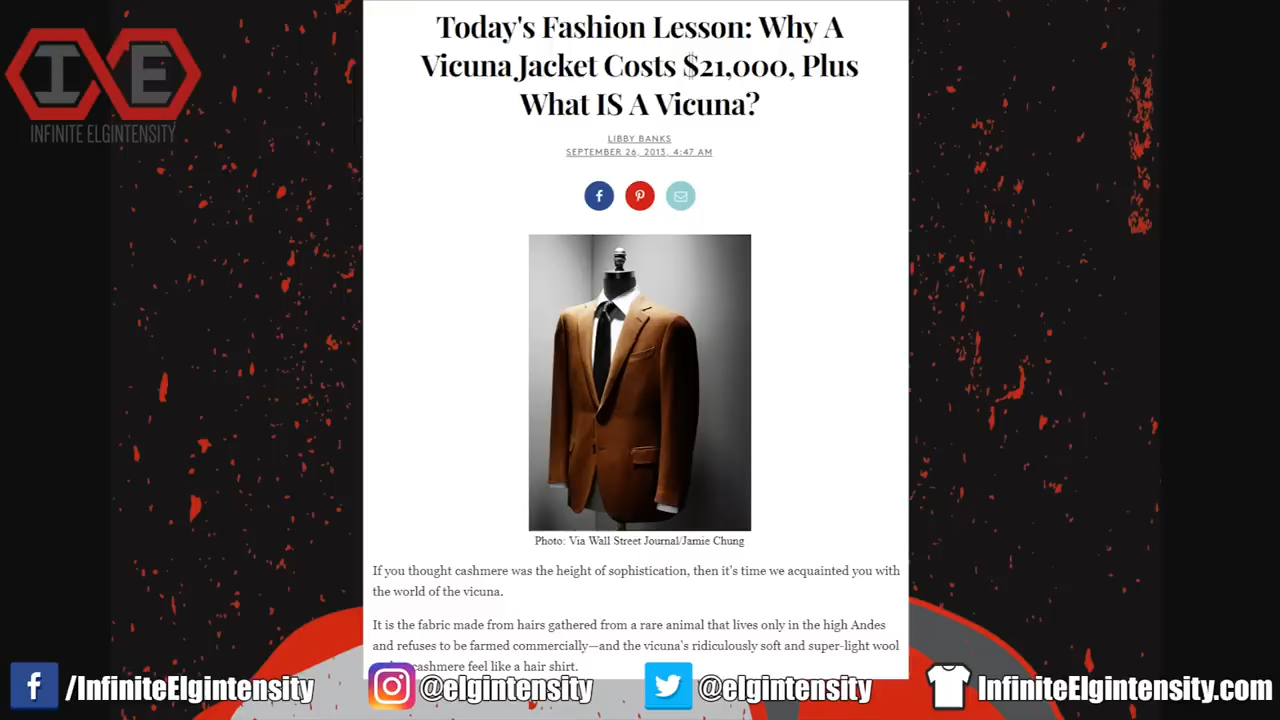 IXE
INFINITE ELGINTENSITY
Today's Fashion Lesson: Why A
Vicuna Jacket Costs $21,000, Plus
What IS A Vicuna?
LIBBY BANKS
SEPTEMBER 26, 2013, 4:47 AM
Photo: Via Wall Street Journal/Jamie Chung
If you thought cashmere was the height of sophistication, then it's time we acquainted you with
the world of the vicuna.
It is the fabric made from hairs gathered from a rare animal that lives only in the high Andes
and refuses to be farmed commercially—and the vicuna's ridiculously soft and super-light wool
cashmere feel like a hair shirt.
/InfiniteElgintensity
@elgintensity
@elgintensity
InfiniteElgintensity.com